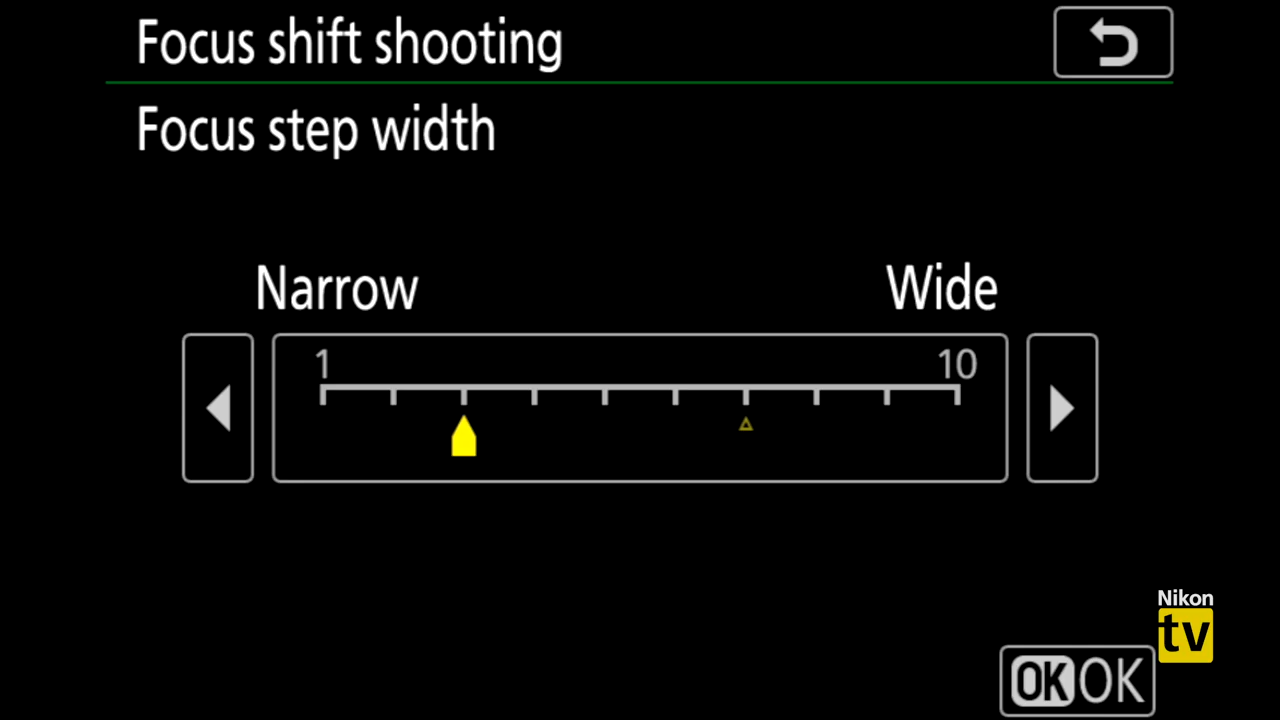 Focus shift shooting
Focus step width
Narrow
Wide
1
10
Nikon
tv
OK OK